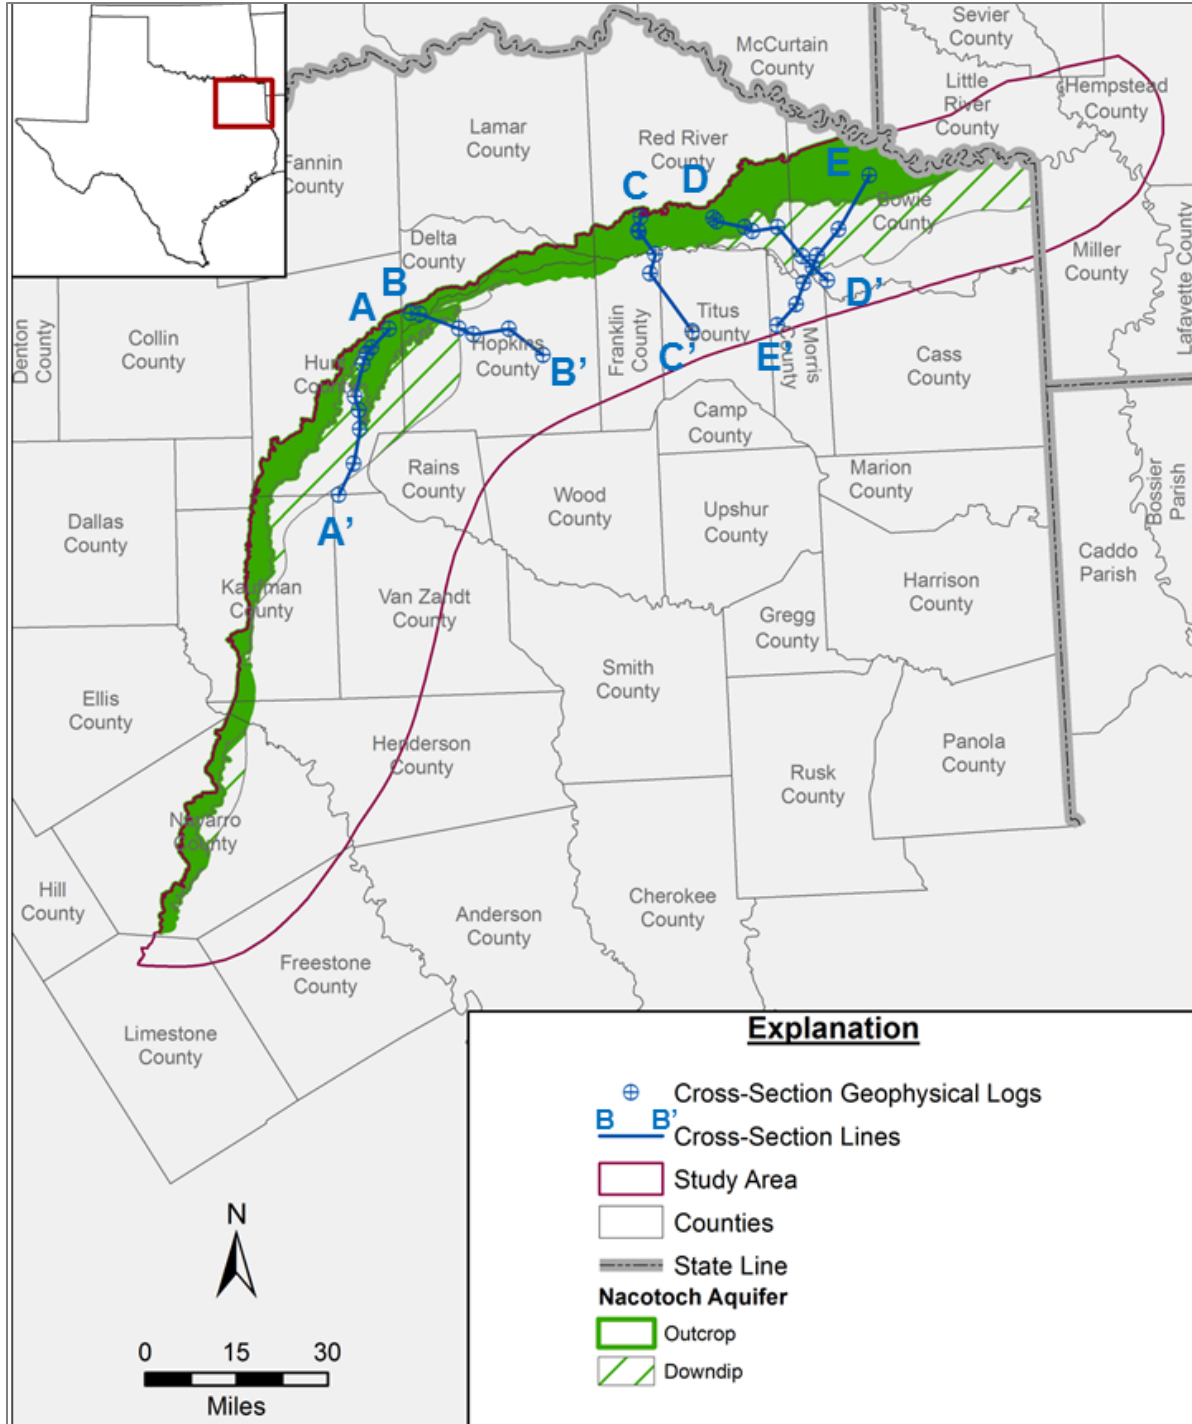 Sevier
County
McCurtain
County
Little
River
County
Hempstead
County
Lamar
County
Red River
County
Fannin
County
E
D
C
Bowie
County
Delta
County
Miller
County
Lafayette County
B
A
D'
Denton
County
Collin
County
Hunt
County
Hopkins
County
B'
Franklin
County
Titus
County
C'
E'
Morris
County
Cass
County
Camp
County
Rains
County
Wood
County
Upshur
County
Marion
County
Bossier
Parish
A'
Dallas
County
Caddo
Parish
Kaufman
County
Van Zandt
County
Harrison
County
Gregg
County
Smith
County
Ellis
County
Henderson
County
Panola
County
Rusk
County
Navarro
County
Hill
County
Cherokee
County
Anderson
County
Freestone
County
Limestone
County
N
0 15 30
Miles
Explanation
Cross-Section Geophysical Logs
B B'
Cross-Section Lines
Study Area
Counties
State Line
Nacotoch Aquifer
Outcrop
Downdip